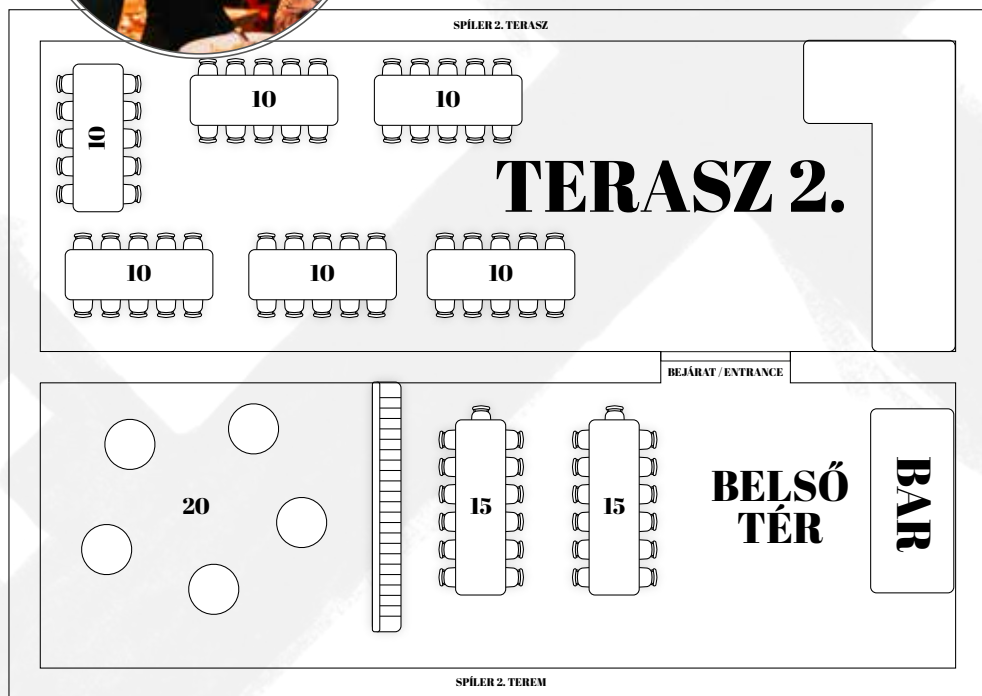 SPÍLER 2. TERASZ
10
10
10
TERASZ 2.
10
10
10
BEJÁRAT / ENTRANCE
20
15
15
BELSŐ
TÉR
BAR
SPÍLER 2. TEREM